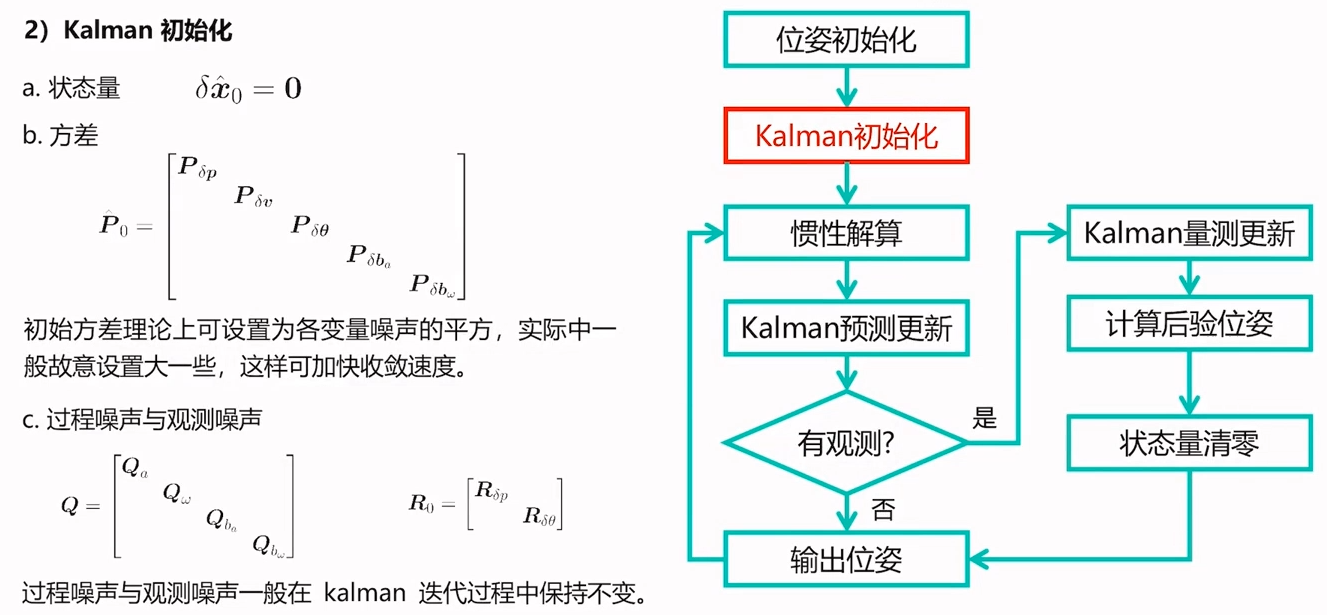 2）Kalman 初始化
a. 状态量 $\delta\hat{\boldsymbol{x}}_0 = \boldsymbol{0}$
b. 方差
$\hat{\boldsymbol{P}}_0 = \begin{bmatrix} \boldsymbol{P}_{\delta p} & & & & \\ & \boldsymbol{P}_{\delta v} & & & \\ & & \boldsymbol{P}_{\delta\theta} & & \\ & & & \boldsymbol{P}_{\delta b_a} & \\ & & & & \boldsymbol{P}_{\delta b_\omega} \end{bmatrix}$
初始方差理论上可设置为各变量噪声的平方，实际中一
般故意设置大一些，这样可加快收敛速度。
c. 过程噪声与观测噪声
$\boldsymbol{Q} = \begin{bmatrix} \boldsymbol{Q}_a & & & \\ & \boldsymbol{Q}_\omega & & \\ & & \boldsymbol{Q}_{b_a} & \\ & & & \boldsymbol{Q}_{b_\omega} \end{bmatrix}$ $\boldsymbol{R}_0 = \begin{bmatrix} \boldsymbol{R}_{\delta p} & \\ & \boldsymbol{R}_{\delta\theta} \end{bmatrix}$
过程噪声与观测噪声一般在 kalman 迭代过程中保持不变。
位姿初始化
Kalman初始化
惯性解算
Kalman预测更新
有观测?
是
否
Kalman量测更新
计算后验位姿
状态量清零
输出位姿